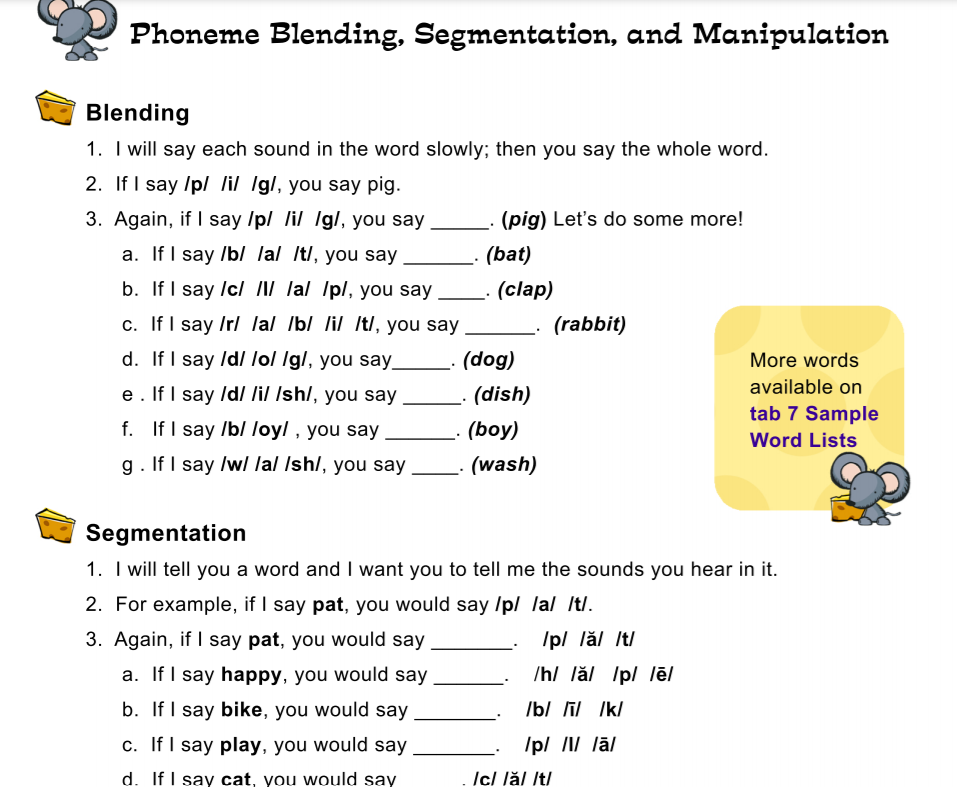 Phoneme Blending, Segmentation, and Manipulation
Blending
1. I will say each sound in the word slowly; then you say the whole word.
2. If I say /p/ /i/ /g/, you say pig.
3. Again, if I say /p/ /i/ /g/, you say ______. (pig) Let's do some more!
a. If I say /b/ /a/ /t/, you say _______. (bat)
b. If I say /c/ /l/ /a/ /p/, you say _____. (clap)
c. If I say /r/ /a/ /b/ /i/ /t/, you say _______. (rabbit)
d. If I say /d/ /o/ /g/, you say______. (dog)
e . If I say /d/ /i/ /sh/, you say ______. (dish)
f. If I say /b/ /oy/ , you say _______. (boy)
g . If I say /w/ /a/ /sh/, you say _____. (wash)
More words
available on
tab 7 Sample
Word Lists
Segmentation
1. I will tell you a word and I want you to tell me the sounds you hear in it.
2. For example, if I say pat, you would say /p/ /a/ /t/.
3. Again, if I say pat, you would say ________. /p/ /ă/ /t/
a. If I say happy, you would say _______. /h/ /ă/ /p/ /ē/
b. If I say bike, you would say ________. /b/ /ī/ /k/
c. If I say play, you would say ________. /p/ /l/ /ā/
d. If I say cat, you would say . /c/ /ă/ /t/